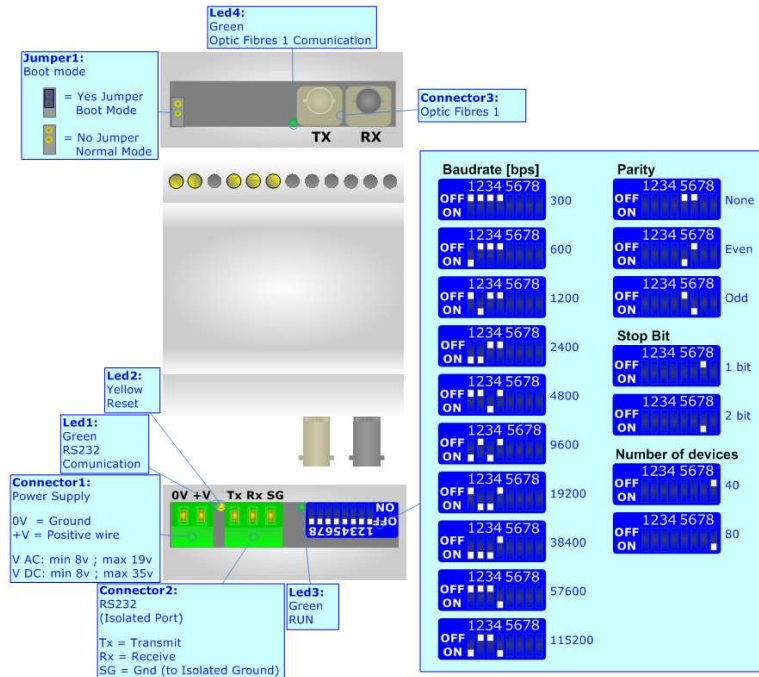 Led4:
Green
Optic Fibres 1 Comunication
Jumper1:
Boot mode
= Yes Jumper
Boot Mode
= No Jumper
Normal Mode
Connector3:
Optic Fibres 1
TX RX
Led2:
Yellow
Reset
Led1:
Green
RS232
Comunication
Connector1:
Power Supply
0V = Ground
+V = Positive wire
V AC: min 8v ; max 19v
V DC: min 8v ; max 35v
0V +V Tx Rx SG
12345678
OFF
ON
Connector2:
RS232
(Isolated Port)
Tx = Transmit
Rx = Receive
SG = Gnd (to Isolated Ground)
Led3:
Green
RUN
Baudrate [bps]
1234 5678
OFF
ON
300
1234 5678
OFF
ON
600
1234 5678
OFF
ON
1200
1234 5678
OFF
ON
2400
1234 5678
OFF
ON
4800
1234 5678
OFF
ON
9600
1234 5678
OFF
ON
19200
1234 5678
OFF
ON
38400
1234 5678
OFF
ON
57600
1234 5678
OFF
ON
115200
Parity
1234 5678
OFF
ON
None
1234 5678
OFF
ON
Even
1234 5678
OFF
ON
Odd
Stop Bit
1234 5678
OFF
ON
1 bit
1234 5678
OFF
ON
2 bit
Number of devices
1234 5678
OFF
ON
40
1234 5678
OFF
ON
80